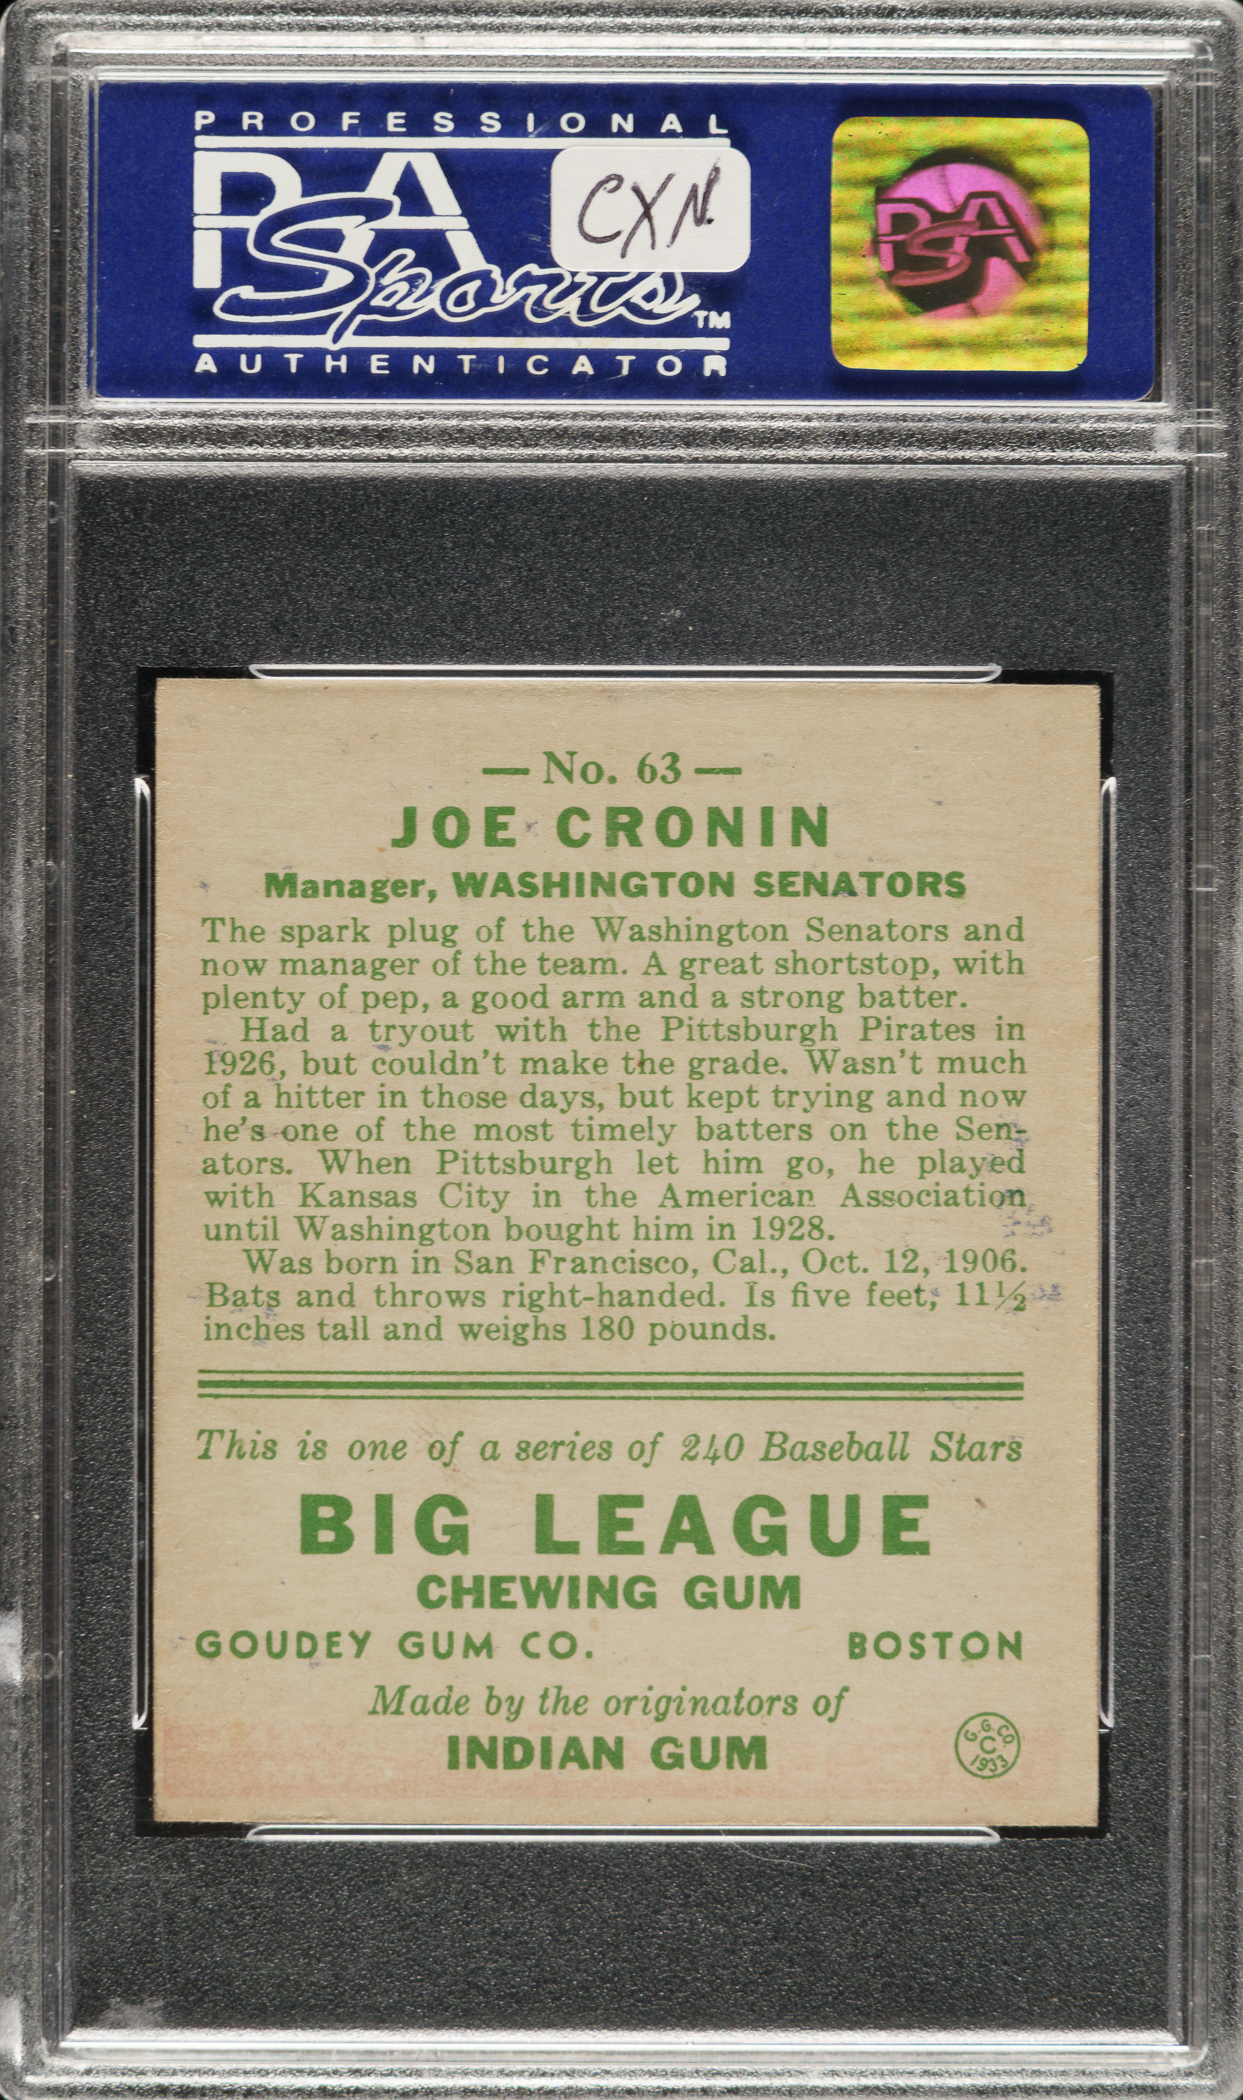 PROFESSIONAL
PSA
Sports™
CXN
AUTHENTICATOR
PSA
— No. 63 —
JOE CRONIN
Manager, WASHINGTON SENATORS
The spark plug of the Washington Senators and
now manager of the team. A great shortstop, with
plenty of pep, a good arm and a strong batter.
Had a tryout with the Pittsburgh Pirates in
1926, but couldn't make the grade. Wasn't much
of a hitter in those days, but kept trying and now
he's one of the most timely batters on the Sen-
ators. When Pittsburgh let him go, he played
with Kansas City in the American Association
until Washington bought him in 1928.
Was born in San Francisco, Cal., Oct. 12, 1906.
Bats and throws right-handed. Is five feet, 11½
inches tall and weighs 180 pounds.
This is one of a series of 240 Baseball Stars
BIG LEAGUE
CHEWING GUM
GOUDEY GUM CO. BOSTON
Made by the originators of
INDIAN GUM
G.G.CO.
C
1933